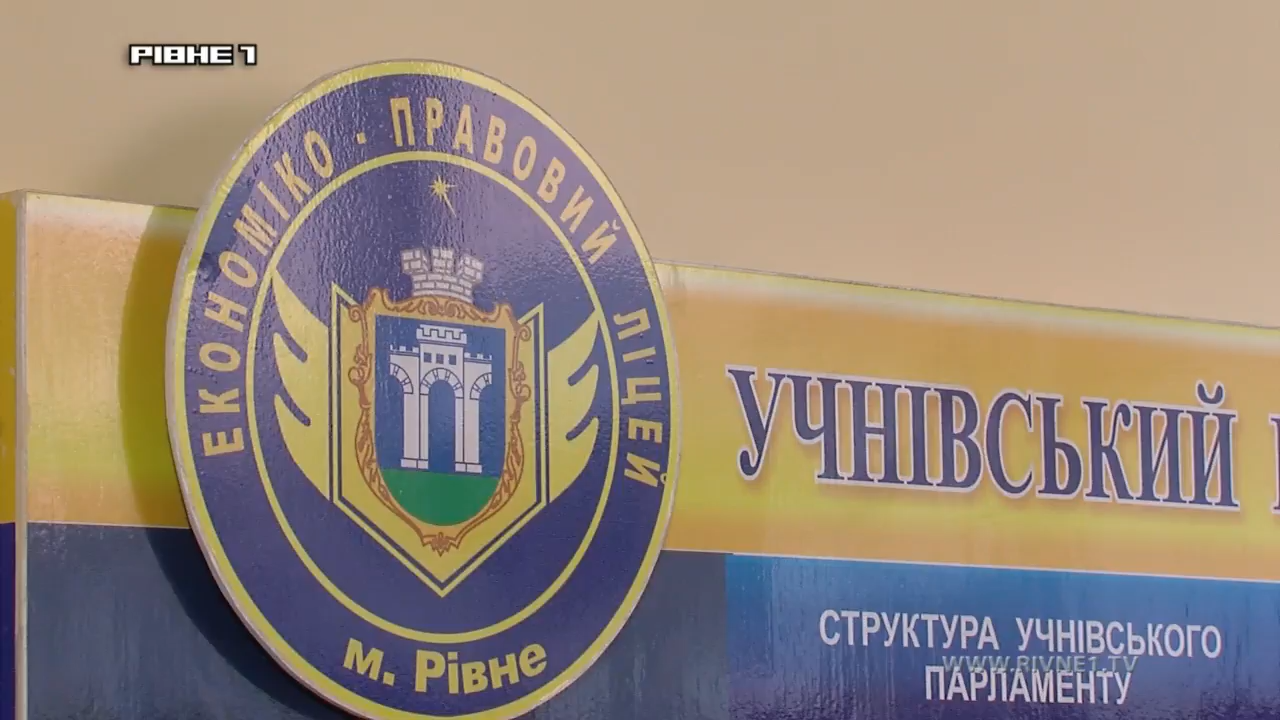 РІВНЕ 1
ЕКОНОМІКО - ПРАВОВИЙ ЛІЦЕЙ
м. Рівне
УЧНІВСЬКИЙ
СТРУКТУРА УЧНІВСЬКОГО
ПАРЛАМЕНТУ
WWW.RIVNE1.TV